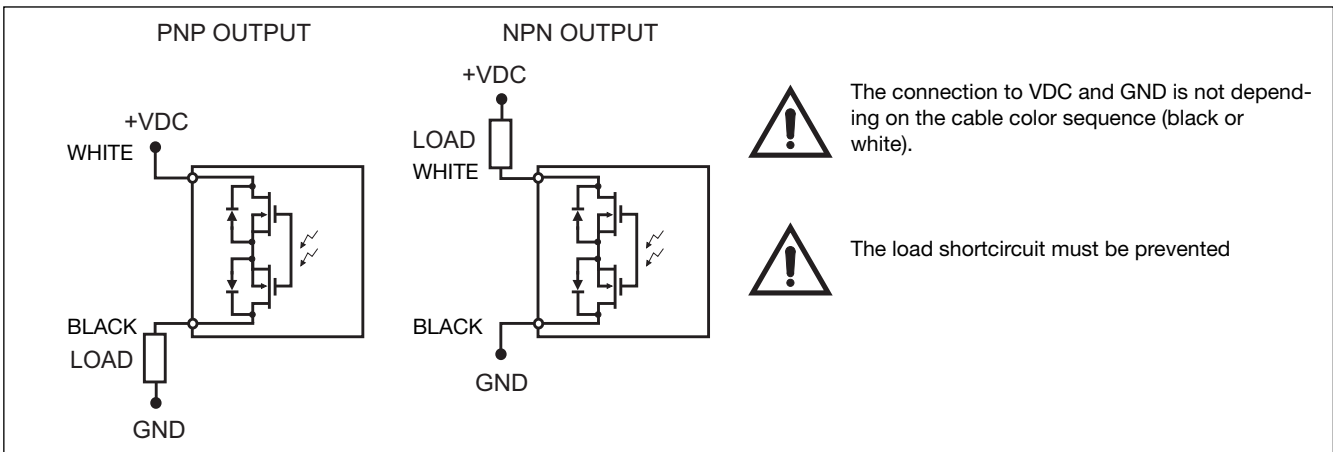 PNP OUTPUT
+VDC
WHITE
BLACK
LOAD
GND
NPN OUTPUT
+VDC
LOAD
WHITE
BLACK
GND
The connection to VDC and GND is not depend-
ing on the cable color sequence (black or
white).
The load shortcircuit must be prevented